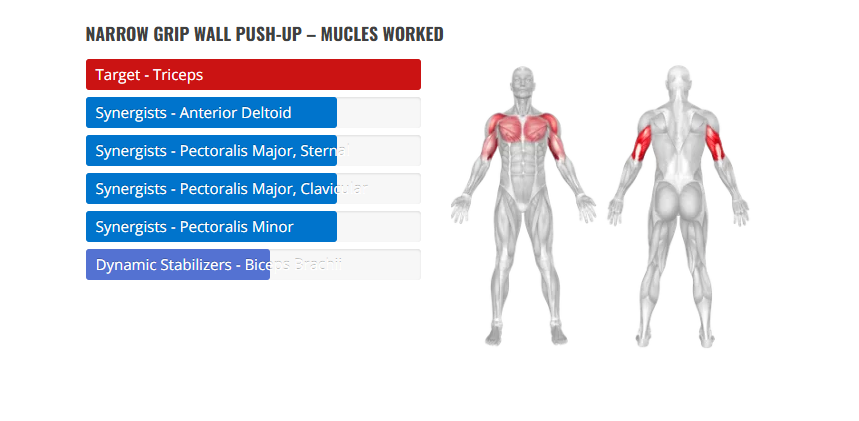 NARROW GRIP WALL PUSH-UP – MUCLES WORKED
Target - Triceps
Synergists - Anterior Deltoid
Synergists - Pectoralis Major, Sternal
Synergists - Pectoralis Major, Clavicular
Synergists - Pectoralis Minor
Dynamic Stabilizers - Biceps Brachii